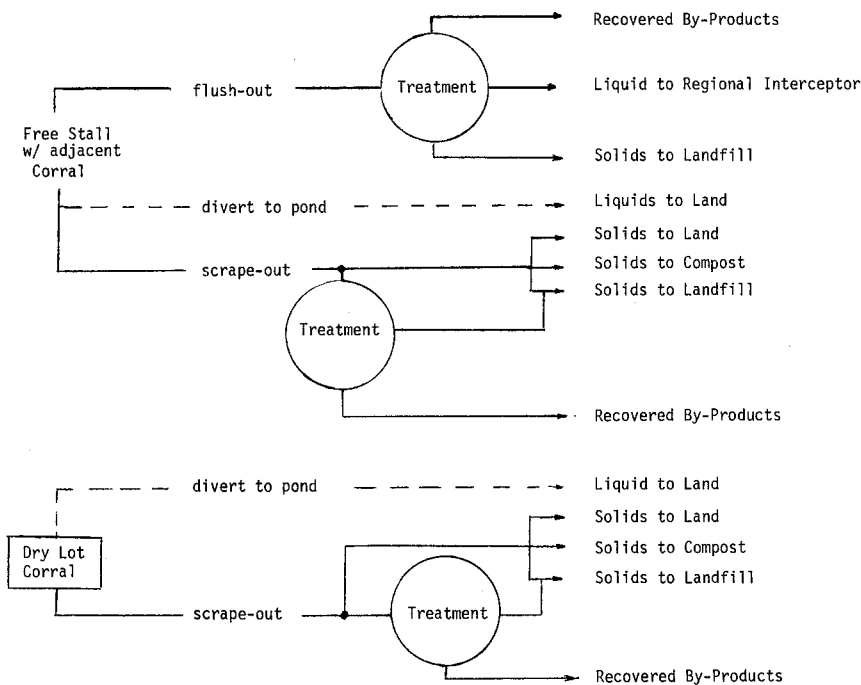 Recovered By-Products
flush-out
Treatment
Liquid to Regional Interceptor
Free Stall
w/ adjacent
Corral
Solids to Landfill
divert to pond
Liquids to Land
Solids to Land
scrape-out
Solids to Compost
Solids to Landfill
Treatment
Recovered By-Products
divert to pond
Liquid to Land
Solids to Land
Dry Lot
Corral
Solids to Compost
Solids to Landfill
scrape-out
Treatment
Recovered By-Products